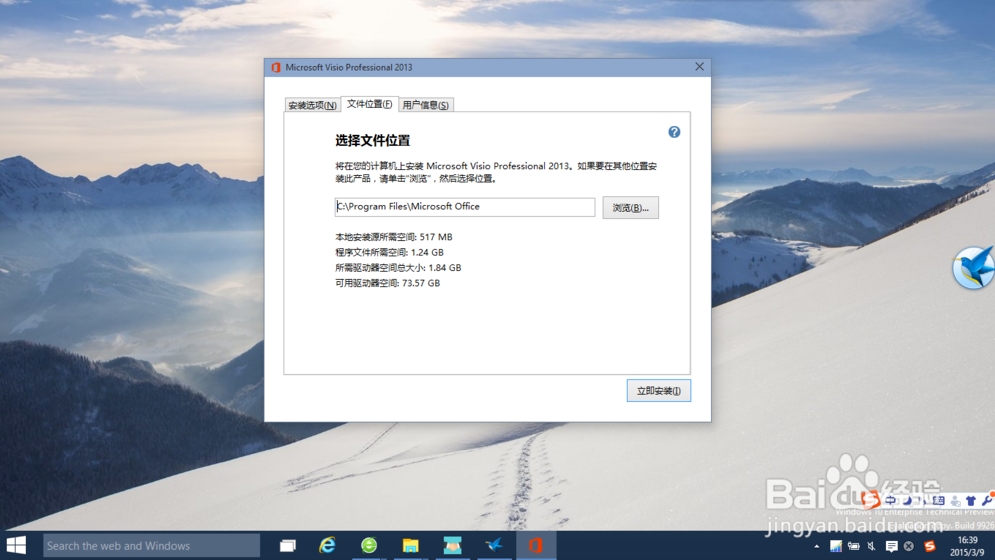 Microsoft Visio Professional 2013
安装选项(N) 文件位置(F) 用户信息(S)
选择文件位置
将在您的计算机上安装 Microsoft Visio Professional 2013。如果要在其他位置安
装此产品，请单击"浏览"，然后选择位置。
C:\Program Files\Microsoft Office
浏览(B)...
本地安装源所需空间: 517 MB
程序文件所需空间: 1.24 GB
所需驱动器空间总大小: 1.84 GB
可用驱动器空间: 73.57 GB
立即安装(I)
Baidu经验
Windows 10 Enterprise Technical Preview
Evaluation copy. Build 9926
jingyan.baidu.com
Search the web and Windows
16:39
2015/3/9